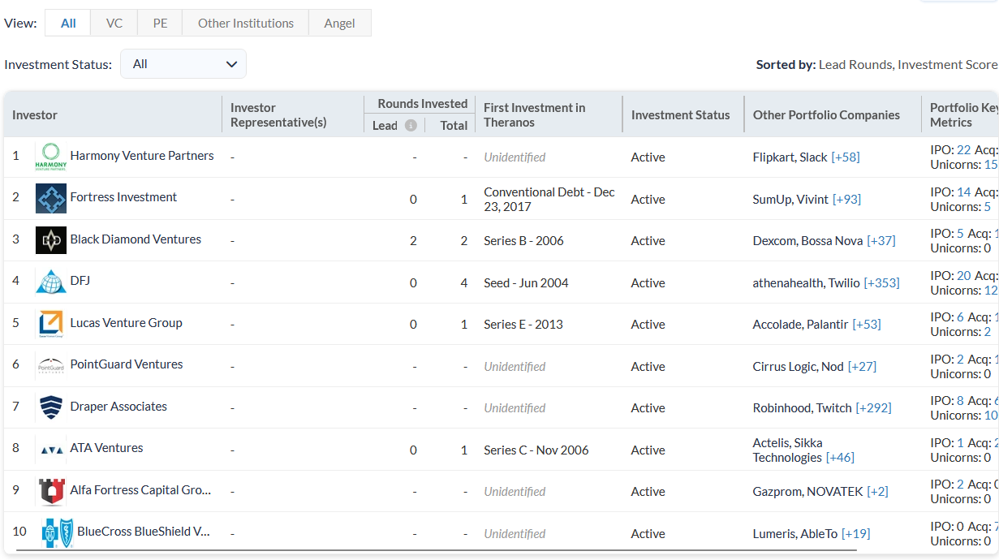 View: All VC PE Other Institutions Angel
Investment Status: All Sorted by: Lead Rounds, Investment Score
Investor Investor Representative(s) Rounds Invested Lead i Total First Investment in Theranos Investment Status Other Portfolio Companies Portfolio Key Metrics
1 HARMONY VENTURE PARTNERS Harmony Venture Partners - - - Unidentified Active Flipkart, Slack [+58] IPO: 22 Acq:
Unicorns: 15
2 Fortress Investment - 0 1 Conventional Debt - Dec 23, 2017 Active SumUp, Vivint [+93] IPO: 14 Acq:
Unicorns: 5
3 Black Diamond Ventures - 2 2 Series B - 2006 Active Dexcom, Bossa Nova [+37] IPO: 5 Acq: 1
Unicorns: 0
4 DFJ - 0 4 Seed - Jun 2004 Active athenahealth, Twilio [+353] IPO: 20 Acq:
Unicorns: 12
5 Lucas Venture Group - 0 1 Series E - 2013 Active Accolade, Palantir [+53] IPO: 6 Acq: 1
Unicorns: 2
6 PointGuard VENTURES PointGuard Ventures - - - Unidentified Active Cirrus Logic, Nod [+27] IPO: 2 Acq: 1
Unicorns: 0
7 Draper Associates - - - Unidentified Active Robinhood, Twitch [+292] IPO: 8 Acq: 6
Unicorns: 10
8 ATA Ventures - 0 1 Series C - Nov 2006 Active Actelis, Sikka Technologies [+46] IPO: 1 Acq: 2
Unicorns: 0
9 Alfa Fortress Capital Gro... - - - Unidentified Active Gazprom, NOVATEK [+2] IPO: 2 Acq: 0
Unicorns: 0
10 BlueCross BlueShield V... - - - Unidentified Active Lumeris, AbleTo [+19] IPO: 0 Acq: 7
Unicorns: 0